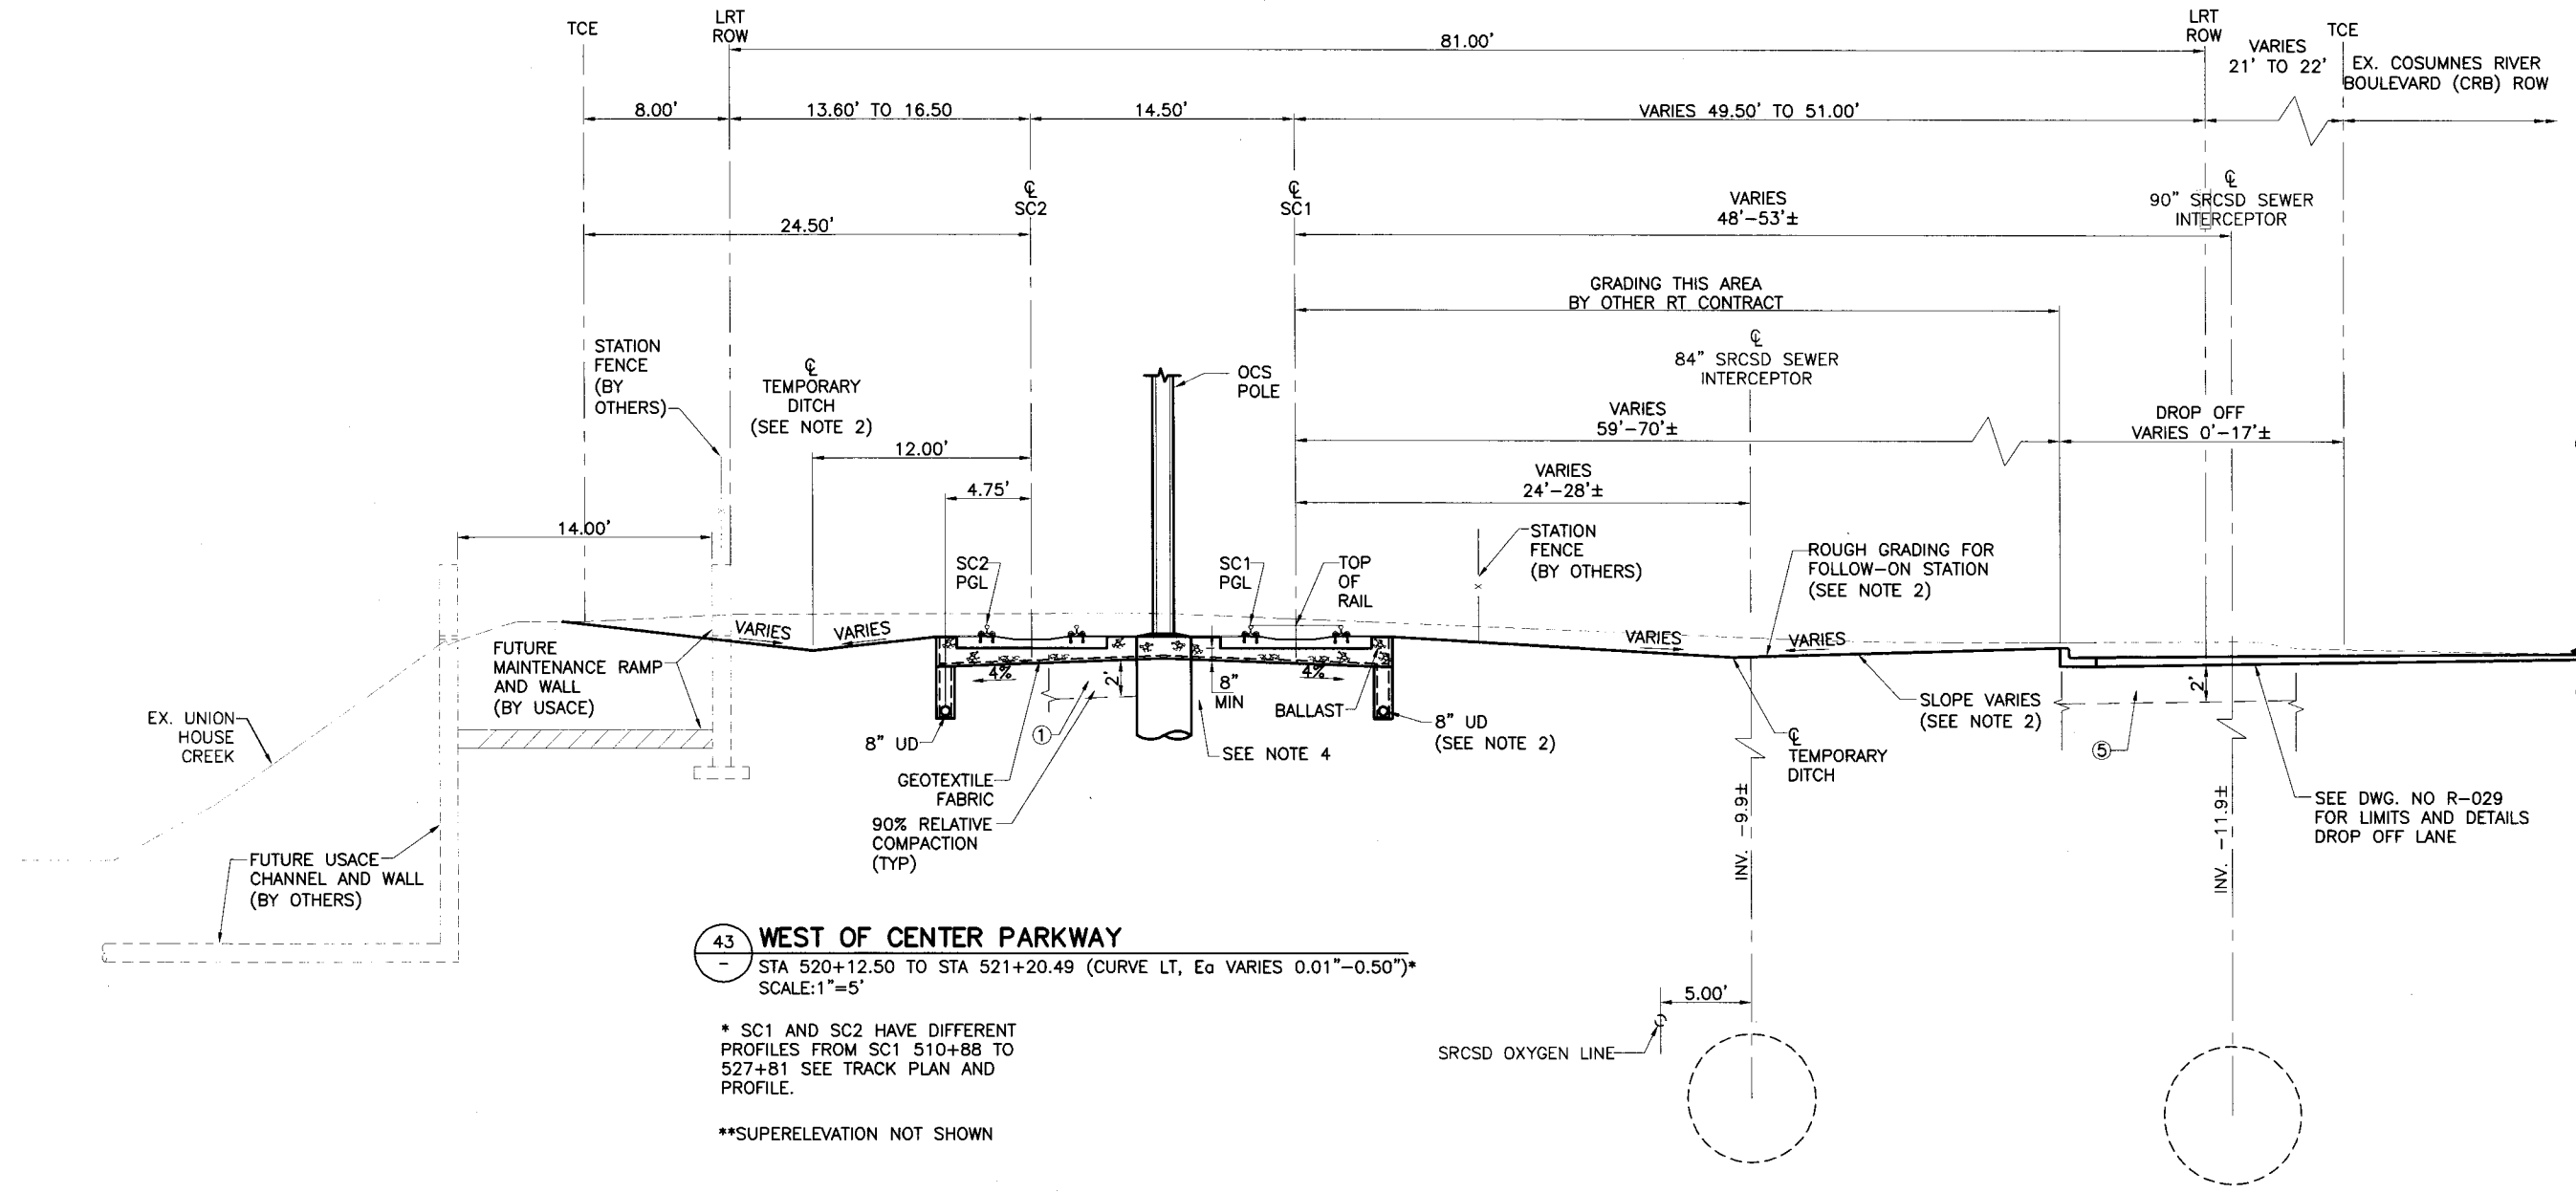 TCE
LRT
ROW
81.00'
LRT
ROW
VARIES
21' TO 22'
TCE
EX. COSUMNES RIVER
BOULEVARD (CRB) ROW
8.00'
13.60' TO 16.50
14.50'
VARIES 49.50' TO 51.00'
℄
SC2
℄
SC1
VARIES
48'-53'±
℄
90" SRCSD SEWER
INTERCEPTOR
24.50'
GRADING THIS AREA
BY OTHER RT CONTRACT
STATION
FENCE
(BY
OTHERS)
℄
TEMPORARY
DITCH
(SEE NOTE 2)
OCS
POLE
℄
84" SRCSD SEWER
INTERCEPTOR
VARIES
59'-70'±
DROP OFF
VARIES 0'-17'±
12.00'
4.75'
VARIES
24'-28'±
14.00'
SC2
PGL
SC1
PGL
TOP
OF
RAIL
STATION
FENCE
(BY OTHERS)
ROUGH GRADING FOR
FOLLOW-ON STATION
(SEE NOTE 2)
VARIES
VARIES
VARIES
VARIES
FUTURE
MAINTENANCE RAMP
AND WALL
(BY USACE)
4%
2'
8"
MIN
4%
BALLAST
2'
SLOPE VARIES
(SEE NOTE 2)
EX. UNION
HOUSE
CREEK
8" UD
①
SEE NOTE 4
8" UD
(SEE NOTE 2)
℄
TEMPORARY
DITCH
⑤
GEOTEXTILE
FABRIC
90% RELATIVE
COMPACTION
(TYP)
INV. -9.9±
INV. -11.9±
SEE DWG. NO R-029
FOR LIMITS AND DETAILS
DROP OFF LANE
FUTURE USACE
CHANNEL AND WALL
(BY OTHERS)
43
-
WEST OF CENTER PARKWAY
STA 520+12.50 TO STA 521+20.49 (CURVE LT, Ea VARIES 0.01"-0.50")*
SCALE:1"=5'
* SC1 AND SC2 HAVE DIFFERENT
PROFILES FROM SC1 510+88 TO
527+81 SEE TRACK PLAN AND
PROFILE.
**SUPERELEVATION NOT SHOWN
5.00'
SRCSD OXYGEN LINE